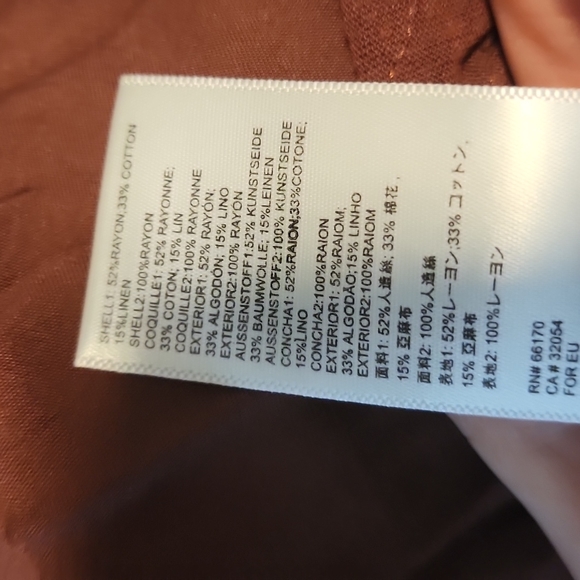 SHELL1: 52%RAYON;33% COTTON
15%LINEN
SHELL2:100%RAYON
COQUILLE1: 52% RAYONNE;
33% COTON; 15% LIN
COQUILLE2:100% RAYONNE
EXTERIOR1: 52% RAYÓN;
33% ALGODÓN; 15% LINO
EXTERIOR2:100% RAYÓN
AUSSENSTOFF1:52% KUNSTSEIDE
33% BAUMWOLLE; 15%LEINEN
AUSSENSTOFF2:100% KUNSTSEIDE
CONCHA1: 52%RAION;33%COTONE;
15%LINO
CONCHA2:100%RAION
EXTERIOR1: 52%RAIOM;
33% ALGODÃO;15% LINHO
EXTERIOR2:100%RAIOM
面料1: 52%人造絲; 33% 棉花,
15% 亞麻布
面料2: 100%人造絲
表地1: 52%レーヨン;33% コットン,
15% 亜麻布
表地2: 100%レーヨン
RN# 66170
CA# 32054
FOR EU